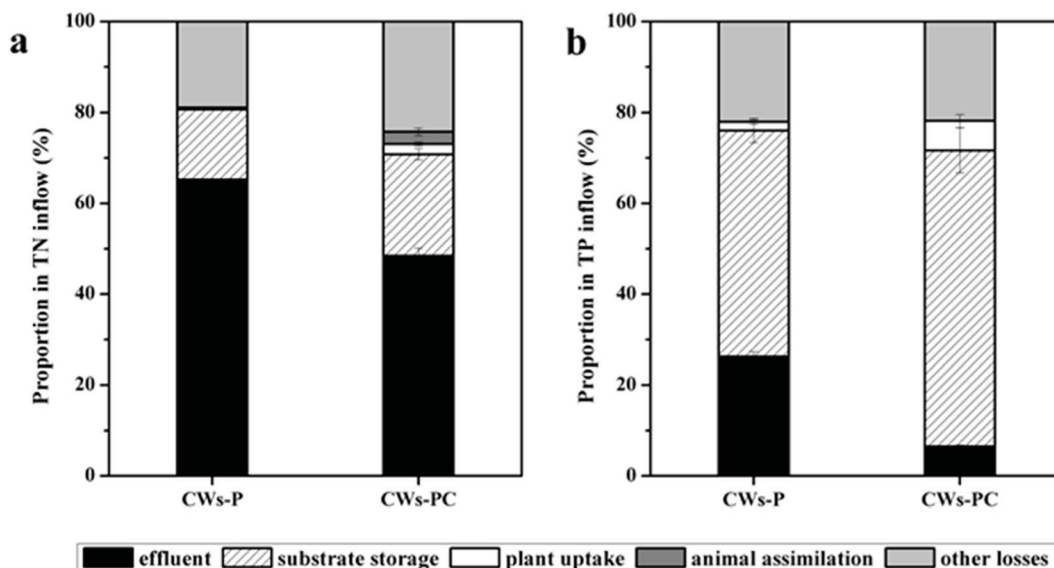 a
Proportion in TN inflow (%)
100
80
60
40
20
0
CWs-P
CWs-PC
b
Proportion in TP inflow (%)
100
80
60
40
20
0
CWs-P
CWs-PC
effluent
substrate storage
plant uptake
animal assimilation
other losses